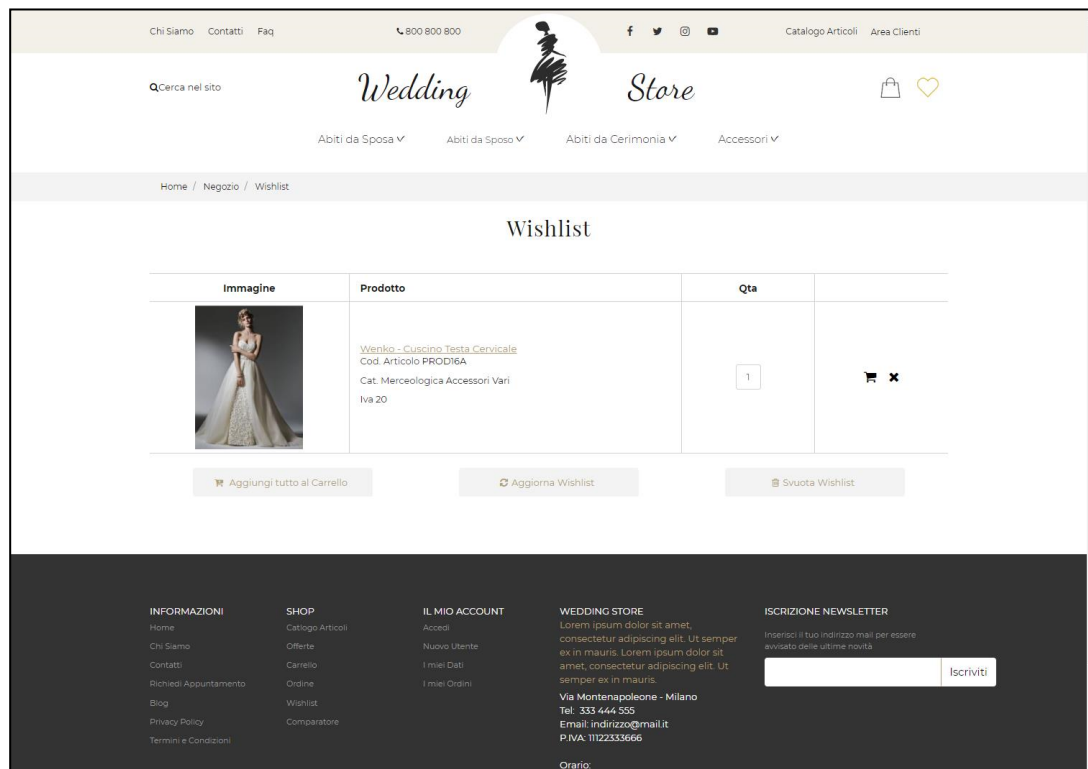 Chi Siamo Contatti Faq 800 800 800 Catalogo Articoli Area Clienti
Cerca nel sito Wedding Store
Abiti da Sposa Abiti da Sposo Abiti da Cerimonia Accessori
Home / Negozio / Wishlist
Wishlist
Immagine Prodotto Qta
Wenko - Cuscino Testa Cervicale
Cod. Articolo PROD16A
Cat. Merceologica Accessori Vari
Iva 20
1
Aggiungi tutto al Carrello Aggiorna Wishlist Svuota Wishlist
INFORMAZIONI
Home
Chi Siamo
Contatti
Richiedi Appuntamento
Blog
Privacy Policy
Termini e Condizioni
SHOP
Catlogo Articoli
Offerte
Carrello
Ordine
Wishlist
Comparatore
IL MIO ACCOUNT
Accedi
Nuovo Utente
I miei Dati
I miei Ordini
WEDDING STORE
Lorem ipsum dolor sit amet,
consectetur adipiscing elit. Ut semper
ex in mauris. Lorem ipsum dolor sit
amet, consectetur adipiscing elit. Ut
semper ex in mauris.
Via Montenapoleone - Milano
Tel: 333 444 555
Email: indirizzo@mail.it
P.IVA: 11122333666
Orario:
ISCRIZIONE NEWSLETTER
Inserisci il tuo indirizzo mail per essere
avvisato delle ultime novità
Iscriviti